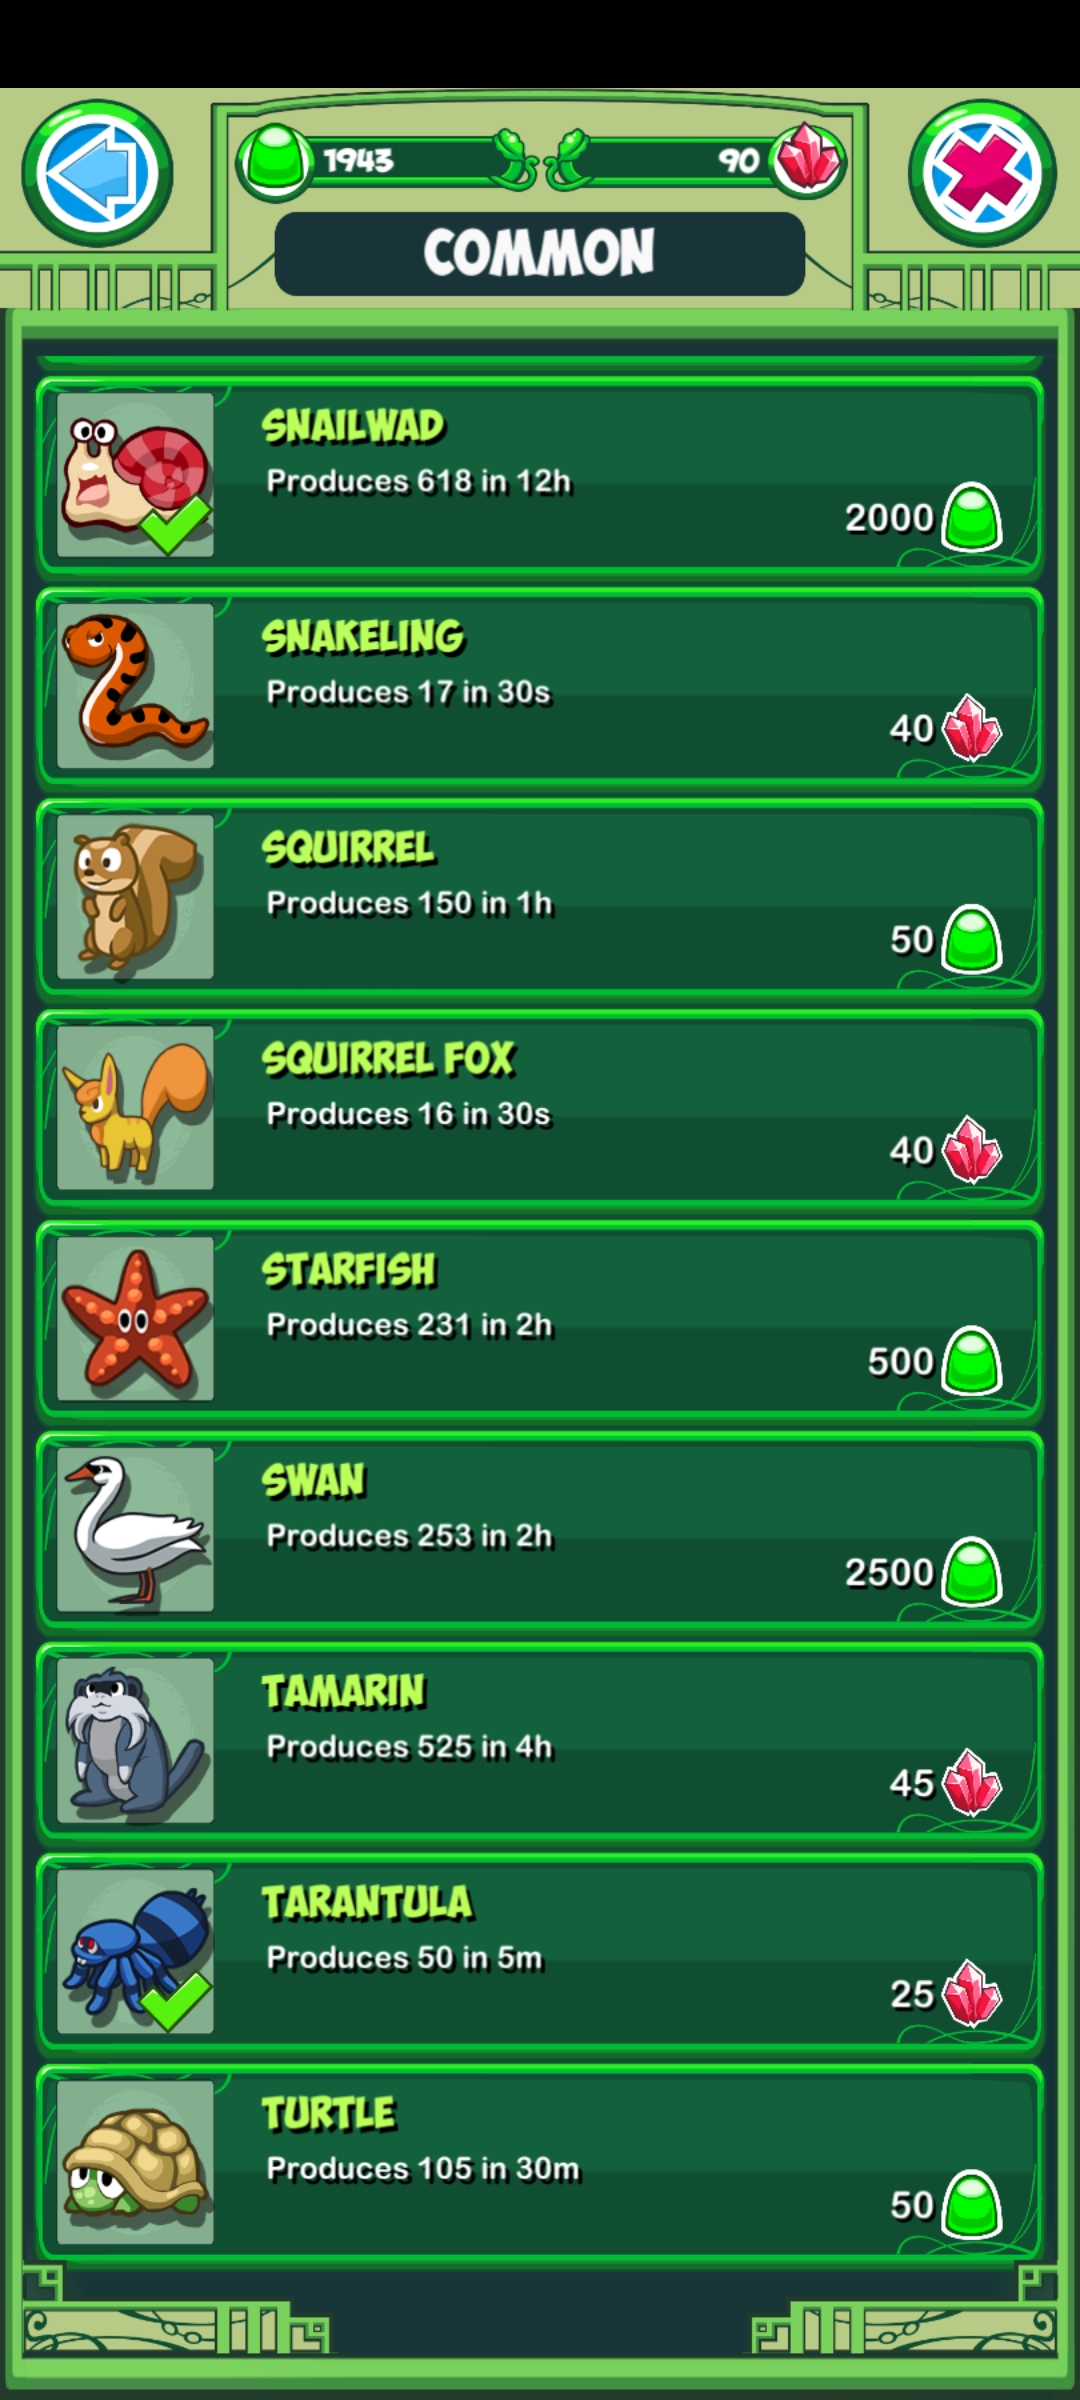 1943
90
COMMON
SNAILWAD
Produces 618 in 12h
2000
SNAKELING
Produces 17 in 30s
40
SQUIRREL
Produces 150 in 1h
50
SQUIRREL FOX
Produces 16 in 30s
40
STARFISH
Produces 231 in 2h
500
SWAN
Produces 253 in 2h
2500
TAMARIN
Produces 525 in 4h
45
TARANTULA
Produces 50 in 5m
25
TURTLE
Produces 105 in 30m
50